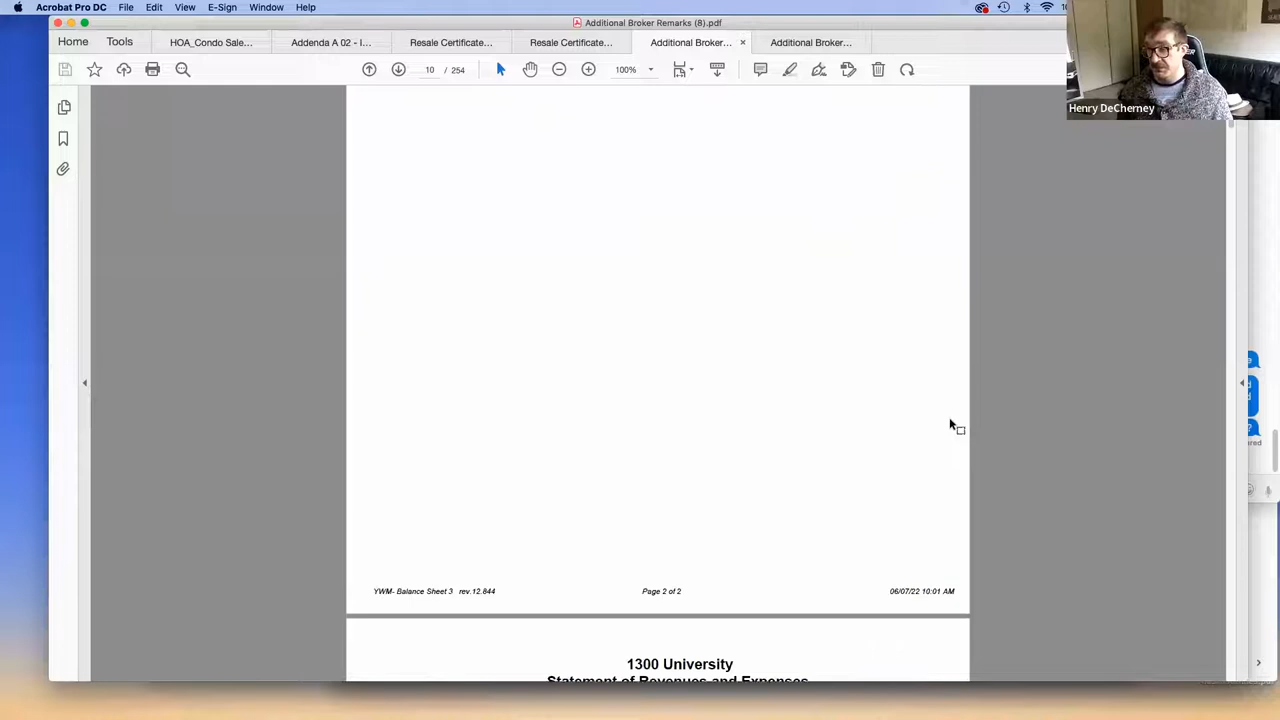 Acrobat Pro DC File Edit View E-Sign Window Help
Additional Broker Remarks (8).pdf
Home Tools HOA_Condo Sale... Addenda A 02 - I... Resale Certificate... Resale Certificate... Additional Broker... × Additional Broker...
10 / 254 100%
Henry DeCherney
YWM- Balance Sheet 3 rev.12.844 Page 2 of 2 06/07/22 10:01 AM
1300 University
Statement of Revenues and Expenses